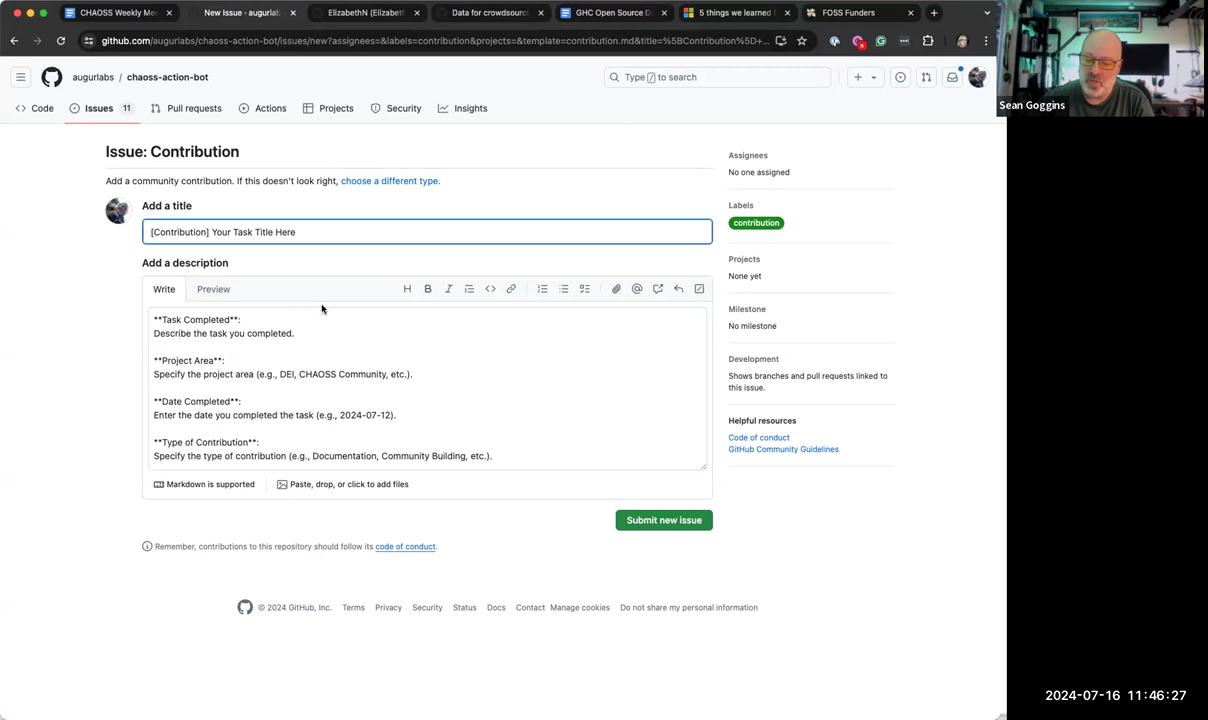 CHAOSS Weekly Mee
New Issue · augurlab
ElizabethN (Elizabet
Data for crowdsourci
GHC Open Source D
5 things we learned
FOSS Funders
github.com/augurlabs/chaoss-action-bot/issues/new?assignees=&labels=contribution&projects=&template=contribution.md&title=%5BContribution%5D+...
augurlabs / chaoss-action-bot
Type / to search
Code
Issues 11
Pull requests
Actions
Projects
Security
Insights
Sean Goggins
Issue: Contribution
Add a community contribution. If this doesn't look right, choose a different type.
Add a title
[Contribution] Your Task Title Here
Add a description
Write
Preview
**Task Completed**:
Describe the task you completed.
**Project Area**:
Specify the project area (e.g., DEI, CHAOSS Community, etc.).
**Date Completed**:
Enter the date you completed the task (e.g., 2024-07-12).
**Type of Contribution**:
Specify the type of contribution (e.g., Documentation, Community Building, etc.).
Markdown is supported
Paste, drop, or click to add files
Submit new issue
Remember, contributions to this repository should follow its code of conduct.
Assignees
No one assigned
Labels
contribution
Projects
None yet
Milestone
No milestone
Development
Shows branches and pull requests linked to
this issue.
Helpful resources
Code of conduct
GitHub Community Guidelines
© 2024 GitHub, Inc.
Terms
Privacy
Security
Status
Docs
Contact
Manage cookies
Do not share my personal information
2024-07-16 11:46:27